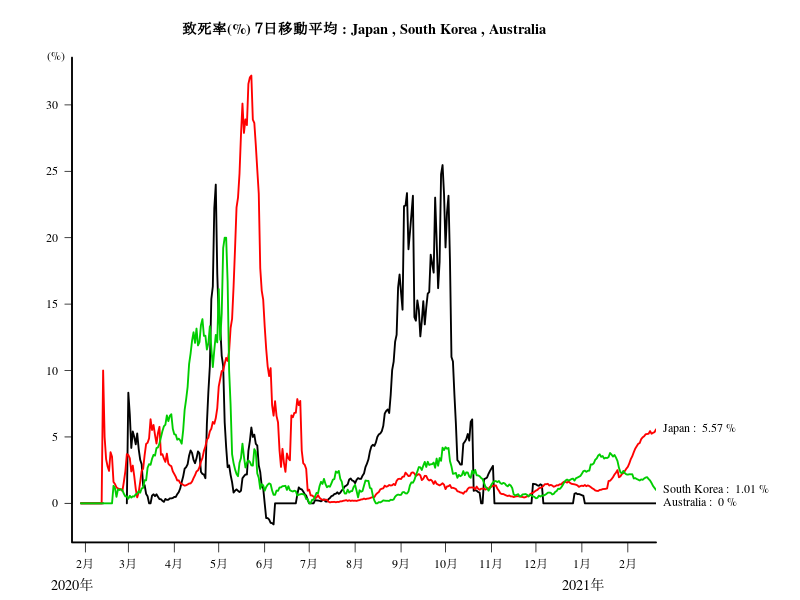 致死率(%) 7日移動平均 : Japan , South Korea , Australia
(%)
30
25
20
15
10
5
0
Japan : 5.57 %
South Korea : 1.01 %
Australia : 0 %
2月 3月 4月 5月 6月 7月 8月 9月 10月 11月 12月 1月 2月
2020年 2021年